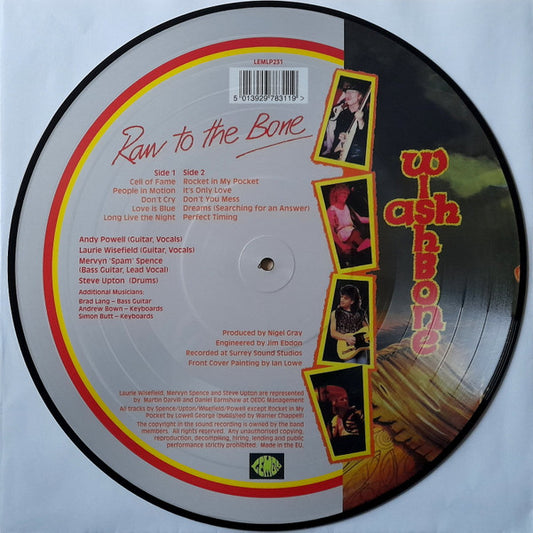 LEMLP231
5 013929 783119 >
Raw to the Bone
Side 1 Side 2
Cell of Fame Rocket in My Pocket
People in Motion It's Only Love
Don't Cry Don't You Mess
Love is Blue Dreams (Searching for an Answer)
Long Live the Night Perfect Timing
Andy Powell (Guitar, Vocals)
Laurie Wisefield (Guitar, Vocals)
Mervyn 'Spam' Spence
(Bass Guitar, Lead Vocal)
Steve Upton (Drums)
Additional Musicians:
Brad Lang – Bass Guitar
Andrew Bown – Keyboards
Simon Butt – Keyboards
Produced by Nigel Gray
Engineered by Jim Ebdon
Recorded at Surrey Sound Studios
Front Cover Painting by Ian Lowe
Laurie Wisefield, Mervyn Spence and Steve Upton are represented
by Martin Darvill and Daniel Earnshaw at QEDG Management
All tracks by Spence/Upton/Wisefield/Powell except Rocket in My
Pocket by Lowell George (published by Warner Chappell)
The copyright in the sound recording is owned by the band
members. All rights reserved. Any unauthorised copying,
reproduction, decompiling, hiring, lending and public
performance strictly prohibited. Made in the EU.
LEMON
wishbone
ash